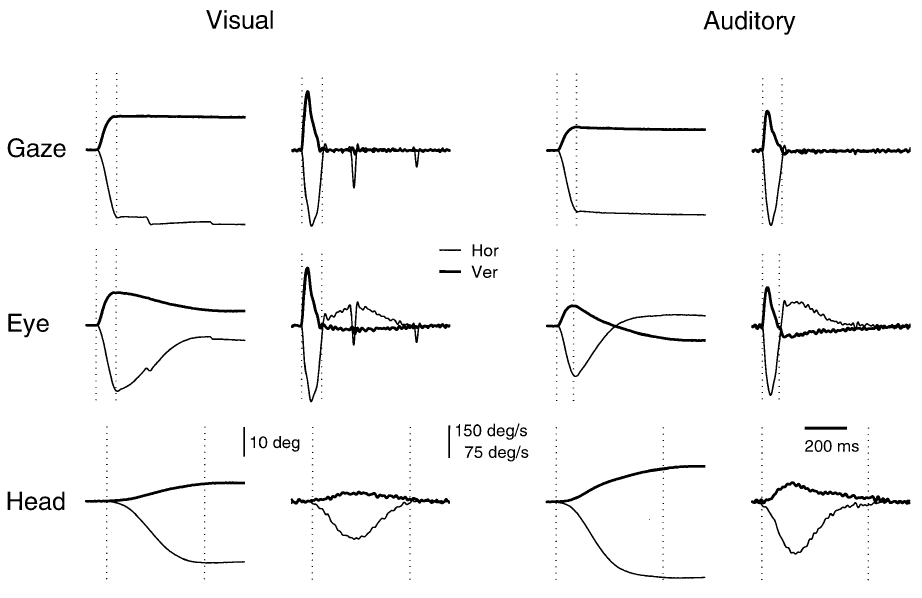 Visual
Auditory
Gaze
Hor
Ver
Eye
10 deg
150 deg/s
75 deg/s
200 ms
Head